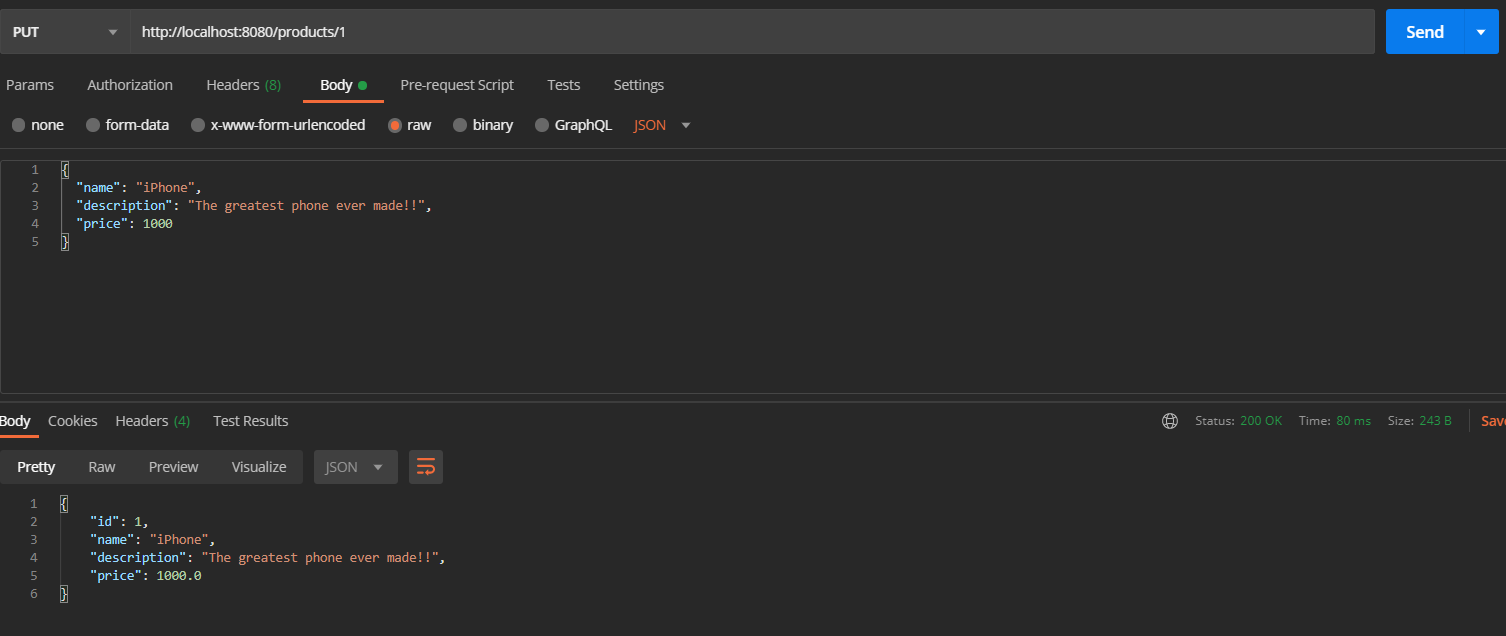 PUT http://localhost:8080/products/1 Send
Params Authorization Headers (8) Body Pre-request Script Tests Settings
none form-data x-www-form-urlencoded raw binary GraphQL JSON
1 {
2 "name": "iPhone",
3 "description": "The greatest phone ever made!!",
4 "price": 1000
5 }
Body Cookies Headers (4) Test Results Status: 200 OK Time: 80 ms Size: 243 B Save
Pretty Raw Preview Visualize JSON
1 {
2 "id": 1,
3 "name": "iPhone",
4 "description": "The greatest phone ever made!!",
5 "price": 1000.0
6 }